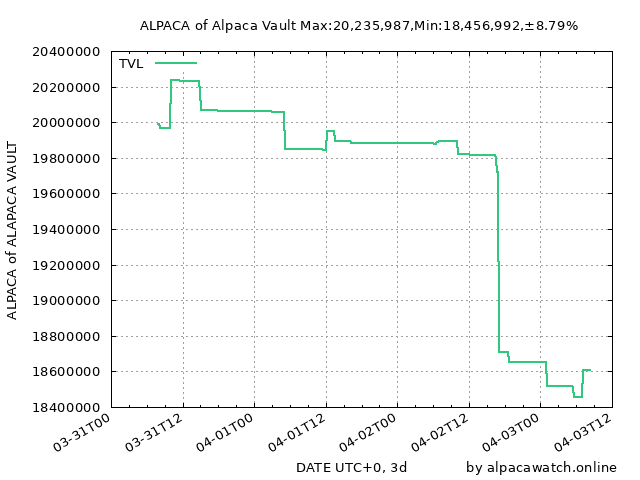 ALPACA of Alpaca Vault Max:20,235,987,Min:18,456,992,±8.79%
TVL
ALPACA of ALAPACA VAULT
20400000
20200000
20000000
19800000
19600000
19400000
19200000
19000000
18800000
18600000
18400000
03-31T00
03-31T12
04-01T00
04-01T12
04-02T00
04-02T12
04-03T00
04-03T12
DATE UTC+0, 3d
by alpacawatch.online